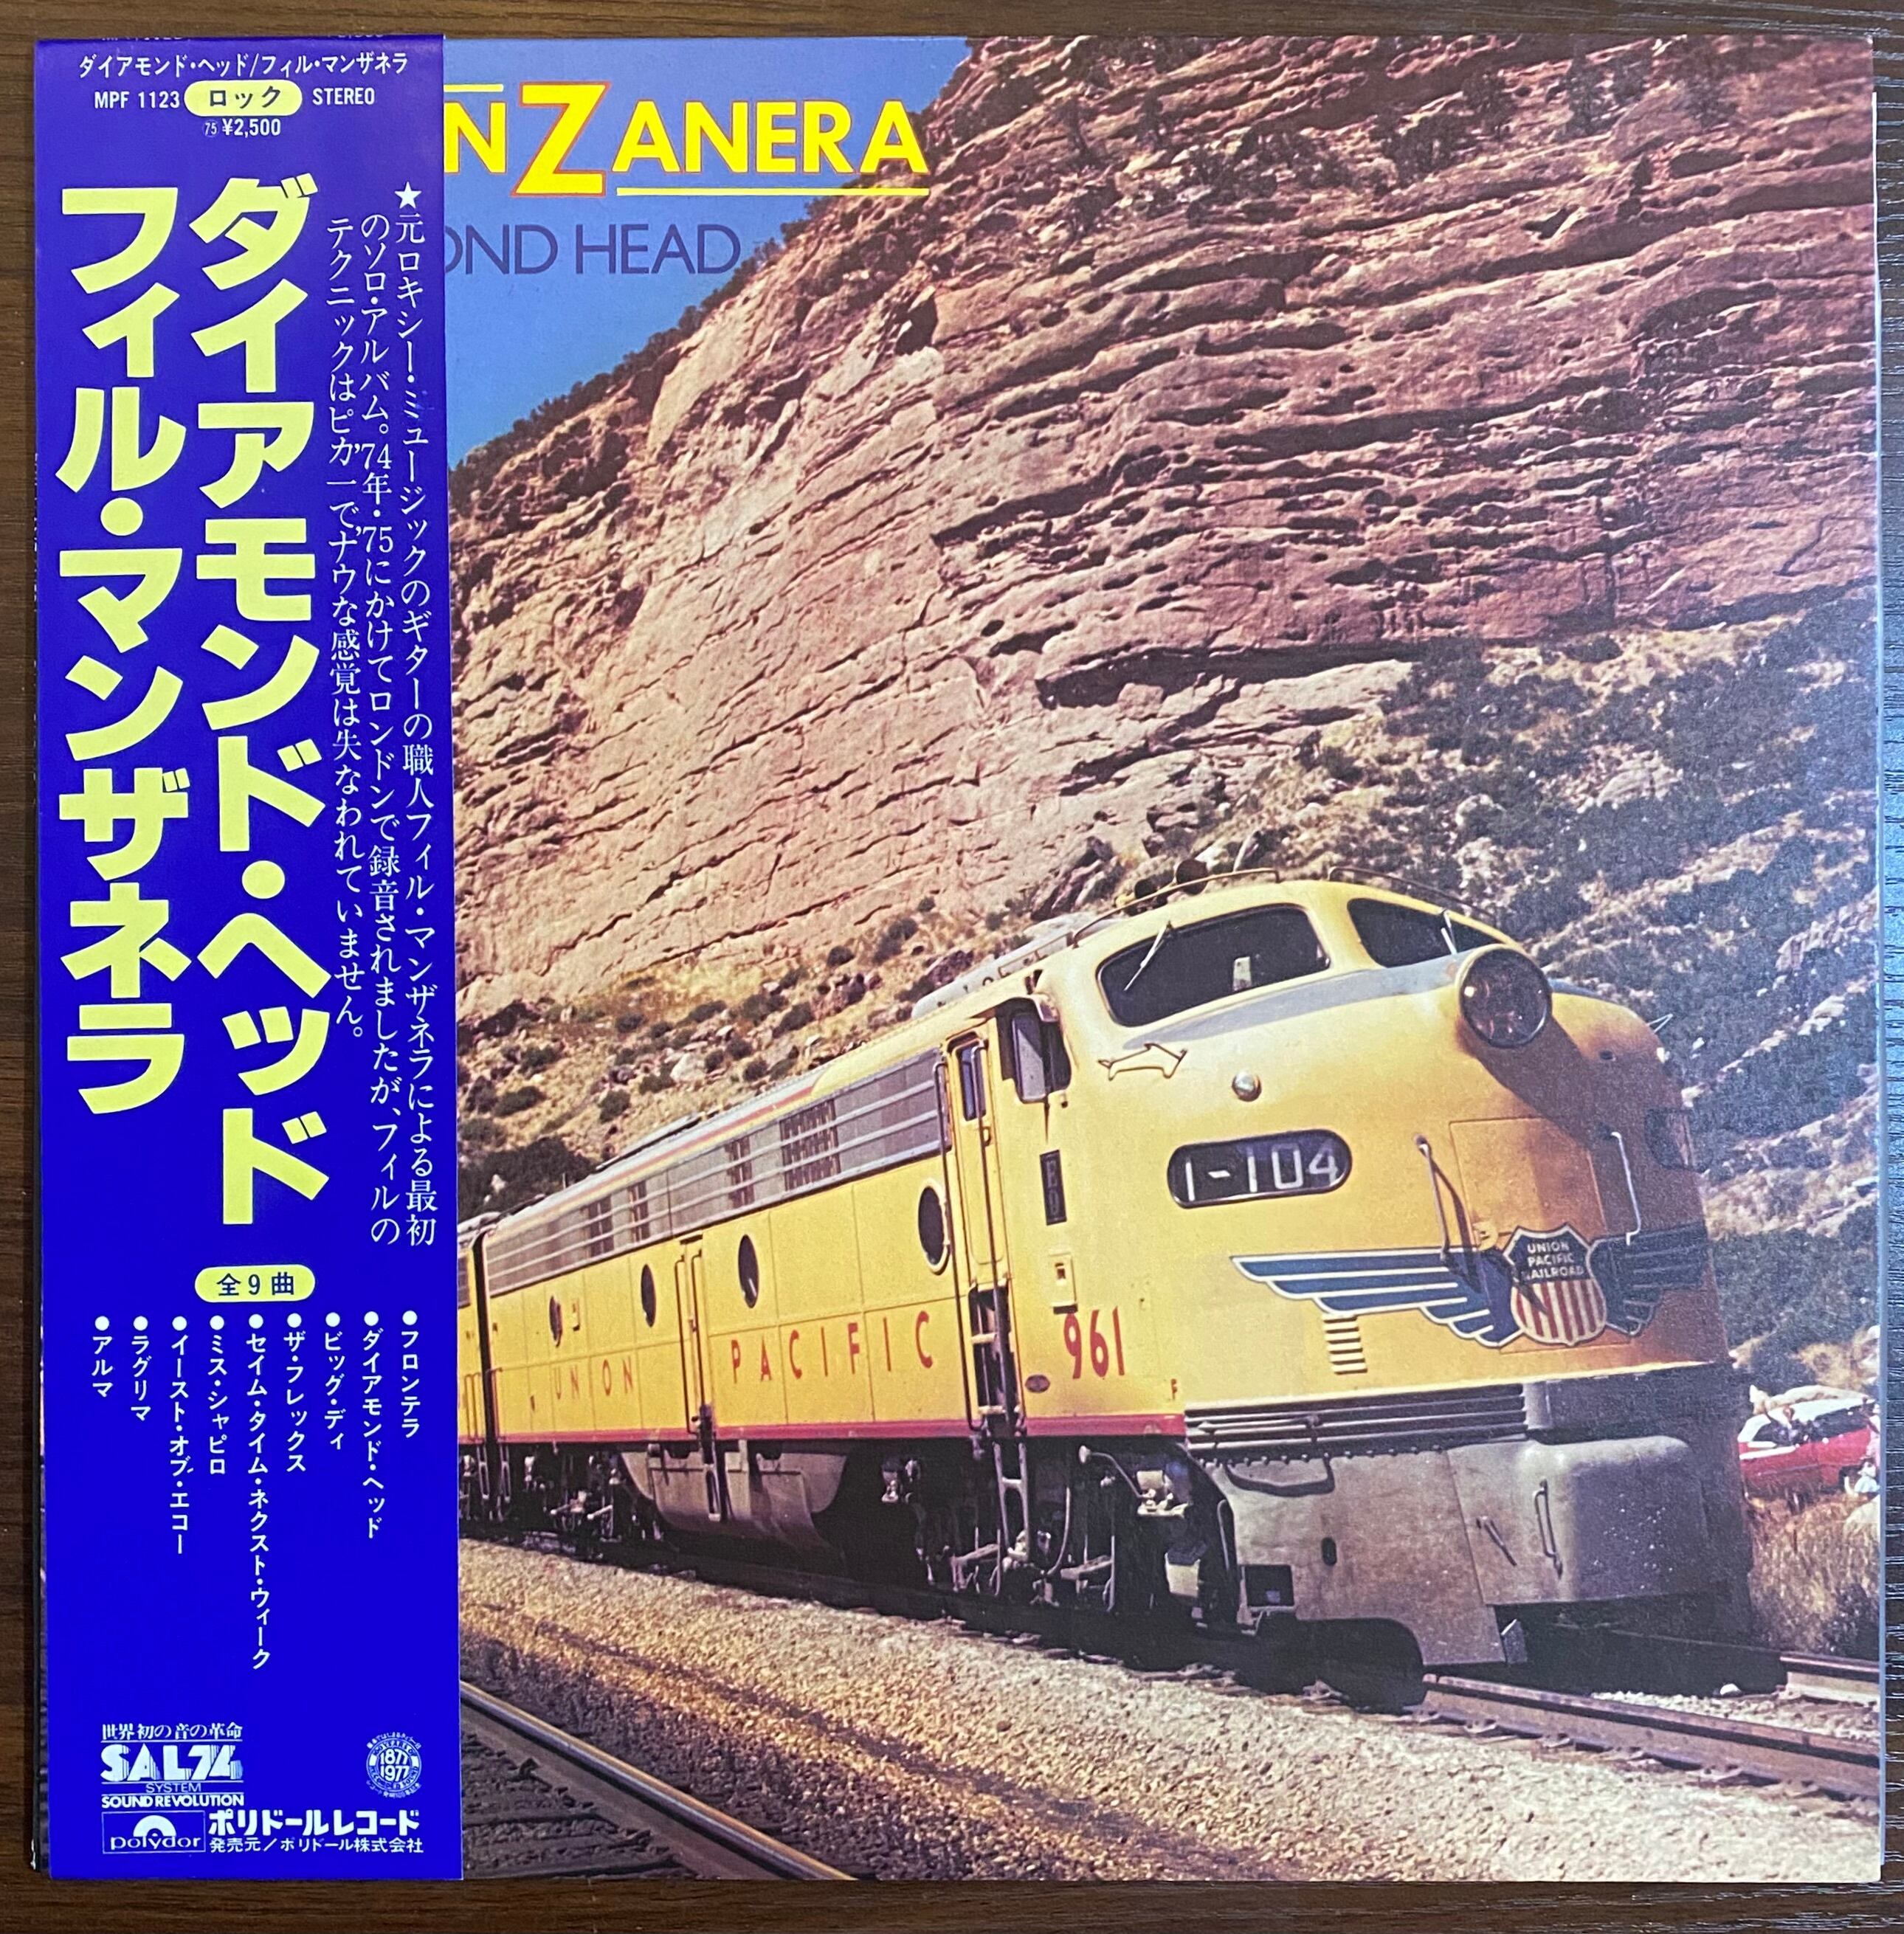 ダイアモンド・ヘッド/フィル・マンザネラ
MPF 1123 ロック STEREO
㊄ ¥2,500
ダイアモンド・ヘッド
フィル・マンザネラ
★元ロキシー・ミュージックのギターの職人フィル・マンザネラによる最初
のソロ・アルバム。'74年・'75にかけてロンドンで録音されましたが、フィルの
テクニックはピカ一で、ナウな感覚は失なわれていません。
全9曲
●フロンテラ
●ダイアモンド・ヘッド
●ビッグ・ディ
●ザ・フレックス
●セイム・タイム・ネクスト・ウィーク
●ミス・シャピロ
●イースト・オブ・エコー
●ラグリマ
●アルマ
世界初の音の革命
SAL74
SYSTEM
SOUND REVOLUTION
1877
1977
polydor ポリドールレコード
発売元/ポリドール株式会社
NZANERA
OND HEAD
1-104
UNION
PACIFIC
RAILROAD
UNION PACIFIC
961